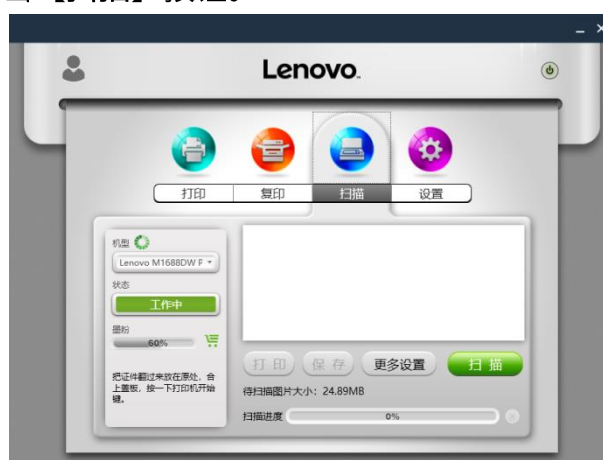 Lenovo
打印 复印 扫描 设置
机型
Lenovo M1688DW F
状态
工作中
墨粉
60%
把证件翻过来放在原处，合
上盖板，按一下打印机开始
键。
打 印 保 存 更多设置 扫 描
待扫描图片大小: 24.89MB
扫描进度 0%